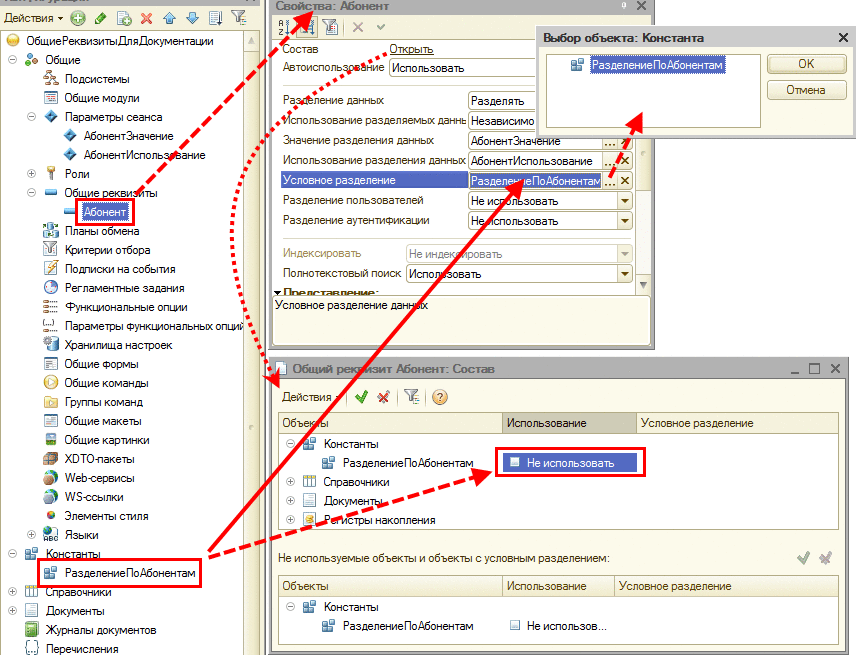 Действия
ОбщиеРеквизитыДляДокументации
Общие
Подсистемы
Общие модули
Параметры сеанса
АбонентЗначение
АбонентИспользование
Роли
Общие реквизиты
Абонент
Планы обмена
Критерии отбора
Подписки на события
Регламентные задания
Функциональные опции
Параметры функциональных опций
Хранилища настроек
Общие формы
Общие команды
Группы команд
Общие макеты
Общие картинки
XDTO-пакеты
Web-сервисы
WS-ссылки
Элементы стиля
Языки
Константы
РазделениеПоАбонентам
Справочники
Документы
Журналы документов
Перечисления
Свойства: Абонент
Состав Открыть
Автоиспользование Использовать
Разделение данных Разделять
Использование разделяемых данны Независимо
Значение разделения данных АбонентЗначение ...
Использование разделения данных АбонентИспользование ...
Условное разделение РазделениеПоАбонентам ...
Разделение пользователей Не использовать
Разделение аутентификации Не использовать
Индексировать Не индексировать
Полнотекстовый поиск Использовать
Представление:
Условное разделение данных
Выбор объекта: Константа
РазделениеПоАбонентам
OK
Отмена
Общий реквизит Абонент: Состав
Действия
Объекты Использование Условное разделение
Константы
РазделениеПоАбонентам Не использовать
Справочники
Документы
Регистры накопления
Не используемые объекты и объекты с условным разделением:
Объекты Использование Условное разделение
Константы
РазделениеПоАбонентам Не использов...